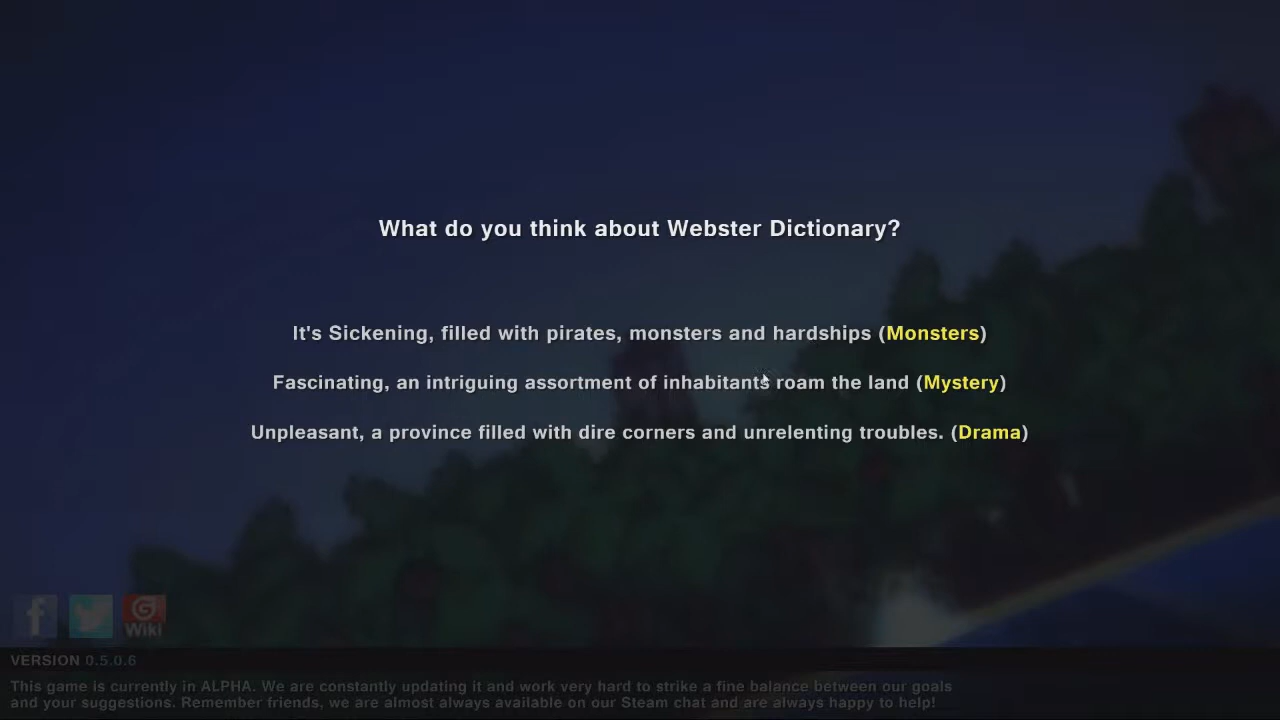 What do you think about Webster Dictionary?
It's Sickening, filled with pirates, monsters and hardships (Monsters)
Fascinating, an intriguing assortment of inhabitants roam the land (Mystery)
Unpleasant, a province filled with dire corners and unrelenting troubles. (Drama)
Wiki
VERSION 0.5.0.6
This game is currently in ALPHA. We are constantly updating it and work very hard to strike a fine balance between our goals
and your suggestions. Remember friends, we are almost always available on our Steam chat and are always happy to help!